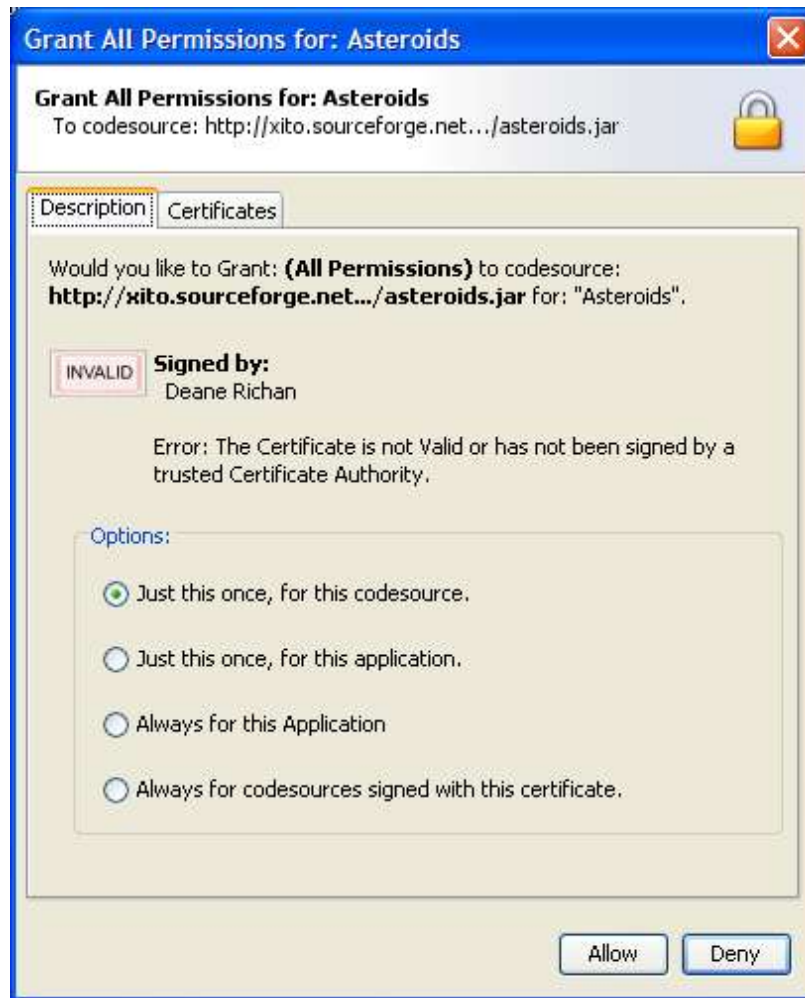 Grant All Permissions for: Asteroids
Grant All Permissions for: Asteroids
To codesource: http://xito.sourceforge.net.../asteroids.jar
Description
Certificates
Would you like to Grant: (All Permissions) to codesource:
http://xito.sourceforge.net.../asteroids.jar for: "Asteroids".
INVALID
Signed by:
Deane Richan
Error: The Certificate is not Valid or has not been signed by a
trusted Certificate Authority.
Options:
Just this once, for this codesource.
Just this once, for this application.
Always for this Application
Always for codesources signed with this certificate.
Allow
Deny